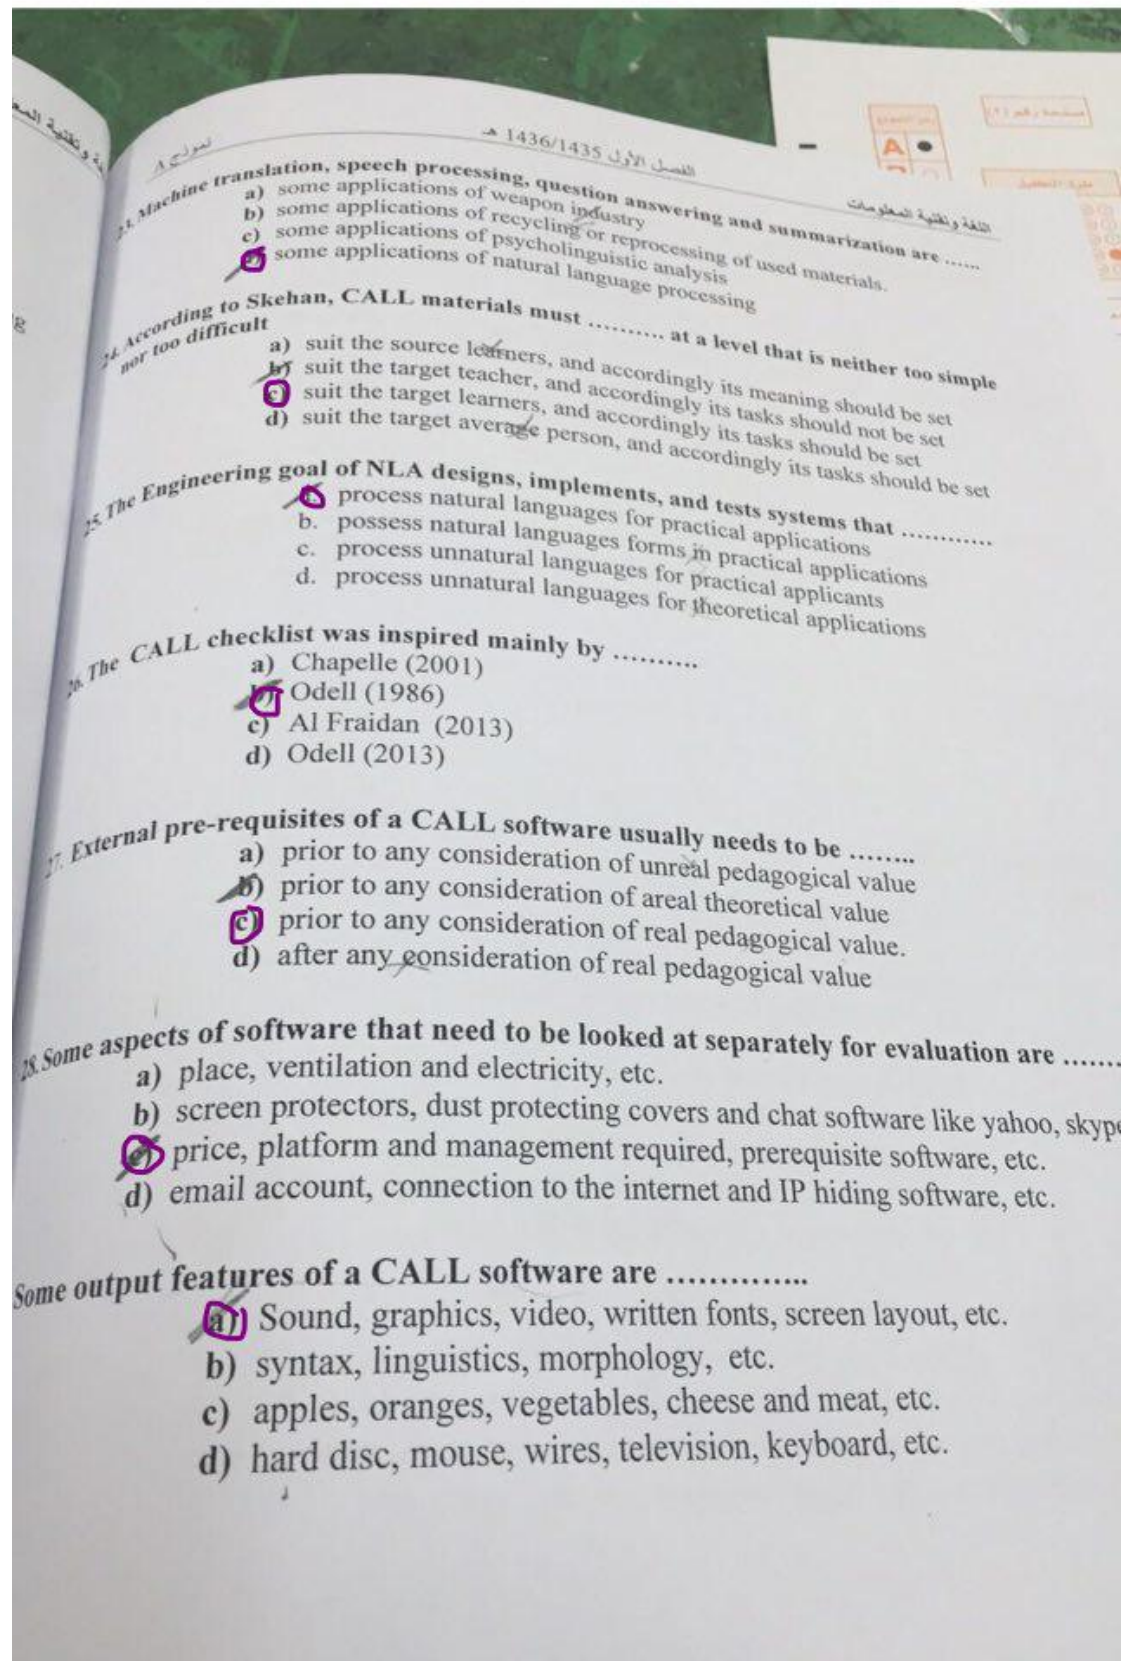 نموذج A
الفصل الأول 1436/1435 هـ
اللغة وتقنية المعلومات
A
23. Machine translation, speech processing, question answering and summarization are ......
a) some applications of weapon industry
b) some applications of recycling or reprocessing of used materials.
c) some applications of psycholinguistic analysis
some applications of natural language processing
24. According to Skehan, CALL materials must .......... at a level that is neither too simple
nor too difficult
a) suit the source learners, and accordingly its meaning should be set
b) suit the target teacher, and accordingly its tasks should not be set
c) suit the target learners, and accordingly its tasks should be set
d) suit the target average person, and accordingly its tasks should be set
25. The Engineering goal of NLA designs, implements, and tests systems that ............
process natural languages for practical applications
b. possess natural languages forms in practical applications
c. process unnatural languages for practical applicants
d. process unnatural languages for theoretical applications
26. The CALL checklist was inspired mainly by ..........
a) Chapelle (2001)
b) Odell (1986)
c) Al Fraidan (2013)
d) Odell (2013)
27. External pre-requisites of a CALL software usually needs to be ........
a) prior to any consideration of unreal pedagogical value
b) prior to any consideration of areal theoretical value
c) prior to any consideration of real pedagogical value.
d) after any consideration of real pedagogical value
28. Some aspects of software that need to be looked at separately for evaluation are .......
a) place, ventilation and electricity, etc.
b) screen protectors, dust protecting covers and chat software like yahoo, skype
c) price, platform and management required, prerequisite software, etc.
d) email account, connection to the internet and IP hiding software, etc.
Some output features of a CALL software are ..............
a) Sound, graphics, video, written fonts, screen layout, etc.
b) syntax, linguistics, morphology, etc.
c) apples, oranges, vegetables, cheese and meat, etc.
d) hard disc, mouse, wires, television, keyboard, etc.